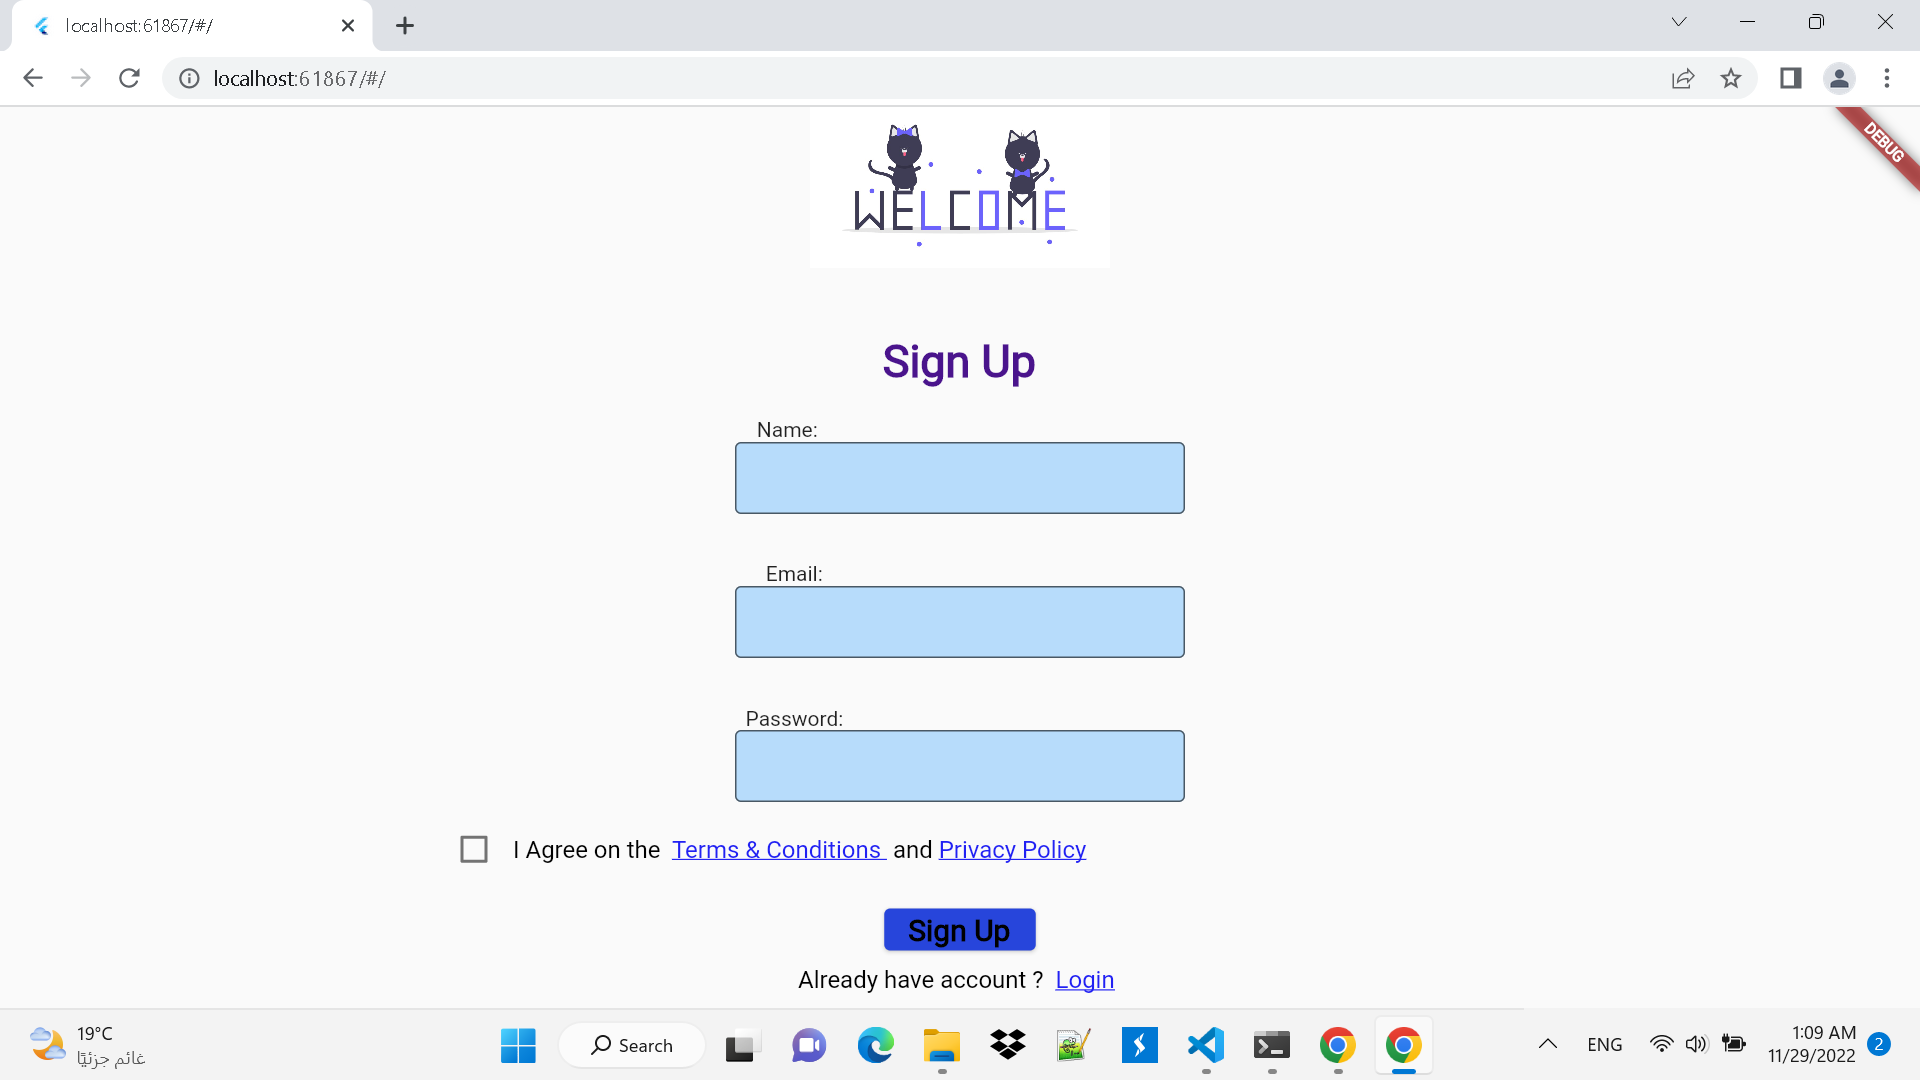 localhost:61867/#/
localhost:61867/#/
DEBUG
WELCOME
Sign Up
Name:
Email:
Password:
I Agree on the Terms & Conditions and Privacy Policy
Sign Up
Already have account ? Login
19°C
غائم جزئيًا
Search
ENG
1:09 AM
11/29/2022
2